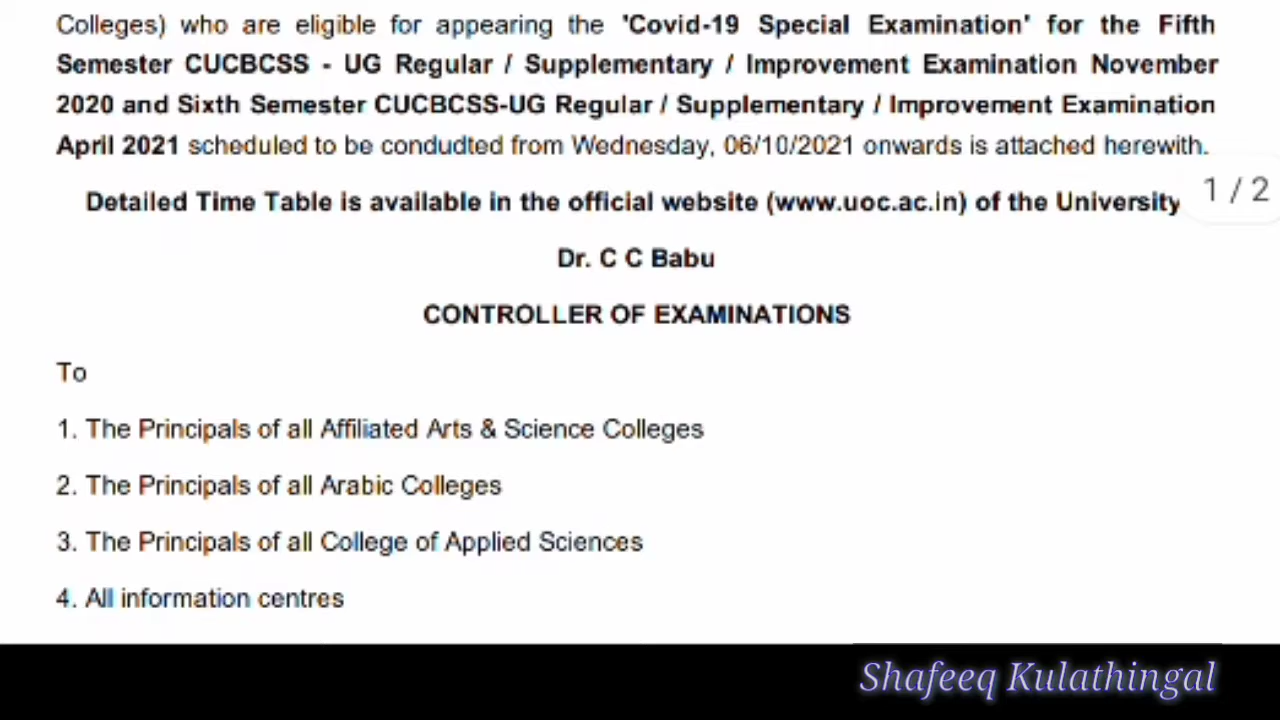 Colleges) who are eligible for appearing the 'Covid-19 Special Examination' for the Fifth
Semester CUCBCSS - UG Regular / Supplementary / Improvement Examination November
2020 and Sixth Semester CUCBCSS-UG Regular / Supplementary / Improvement Examination
April 2021 scheduled to be condudted from Wednesday, 06/10/2021 onwards is attached herewith.
Detailed Time Table is available in the official website (www.uoc.ac.in) of the University
1 / 2
Dr. C C Babu
CONTROLLER OF EXAMINATIONS
To
1. The Principals of all Affiliated Arts & Science Colleges
2. The Principals of all Arabic Colleges
3. The Principals of all College of Applied Sciences
4. All information centres
Shafeeq Kulathingal